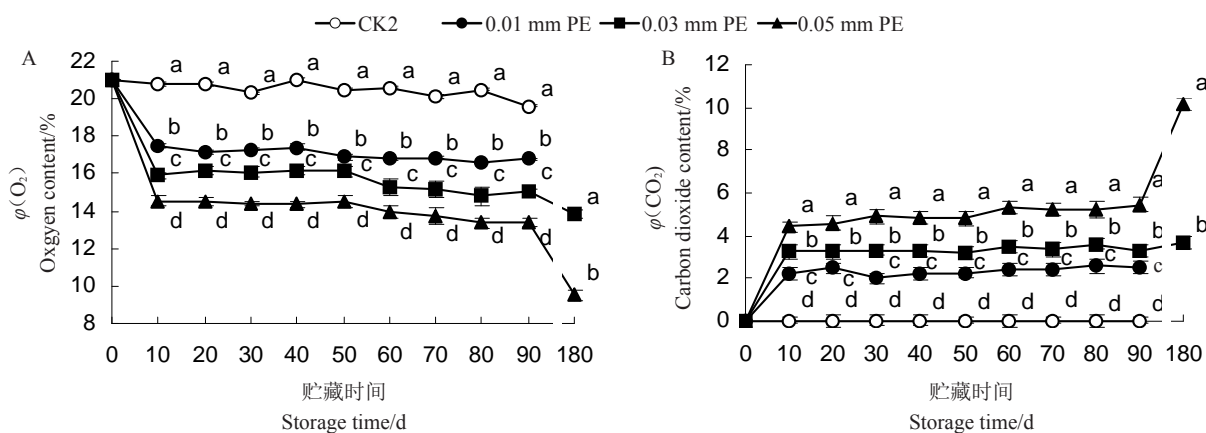 CK2 0.01 mm PE 0.03 mm PE 0.05 mm PE
A
22
20
18
16
14
12
10
8
φ(O₂)
Oxgyen content/%
a a a a a a a a a
b b b b b b b b b
c c c c c c c c c a
d d d d d d d d d b
0 10 20 30 40 50 60 70 80 90 180
贮藏时间
Storage time/d
B
12
10
8
6
4
2
0
φ(CO₂)
Carbon dioxide content/%
a a a a a a a a a a
b b b b b b b b b b
c c c c c c c c c
d d d d d d d d d
0 10 20 30 40 50 60 70 80 90 180
贮藏时间
Storage time/d